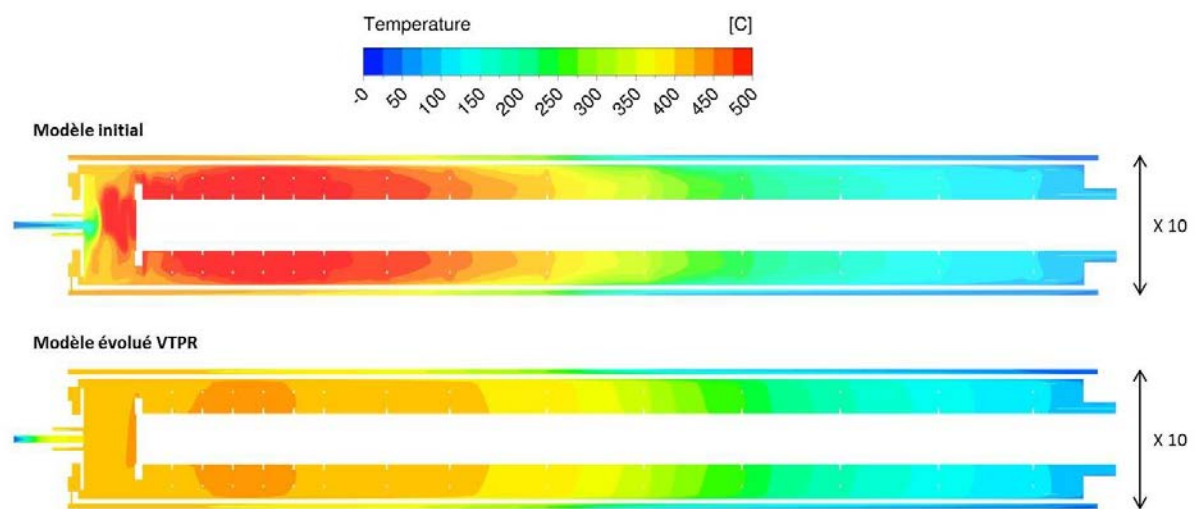 Temperature [C]
-0 50 100 150 200 250 300 350 400 450 500
Modèle initial
X 10
Modèle évolué VTPR
X 10